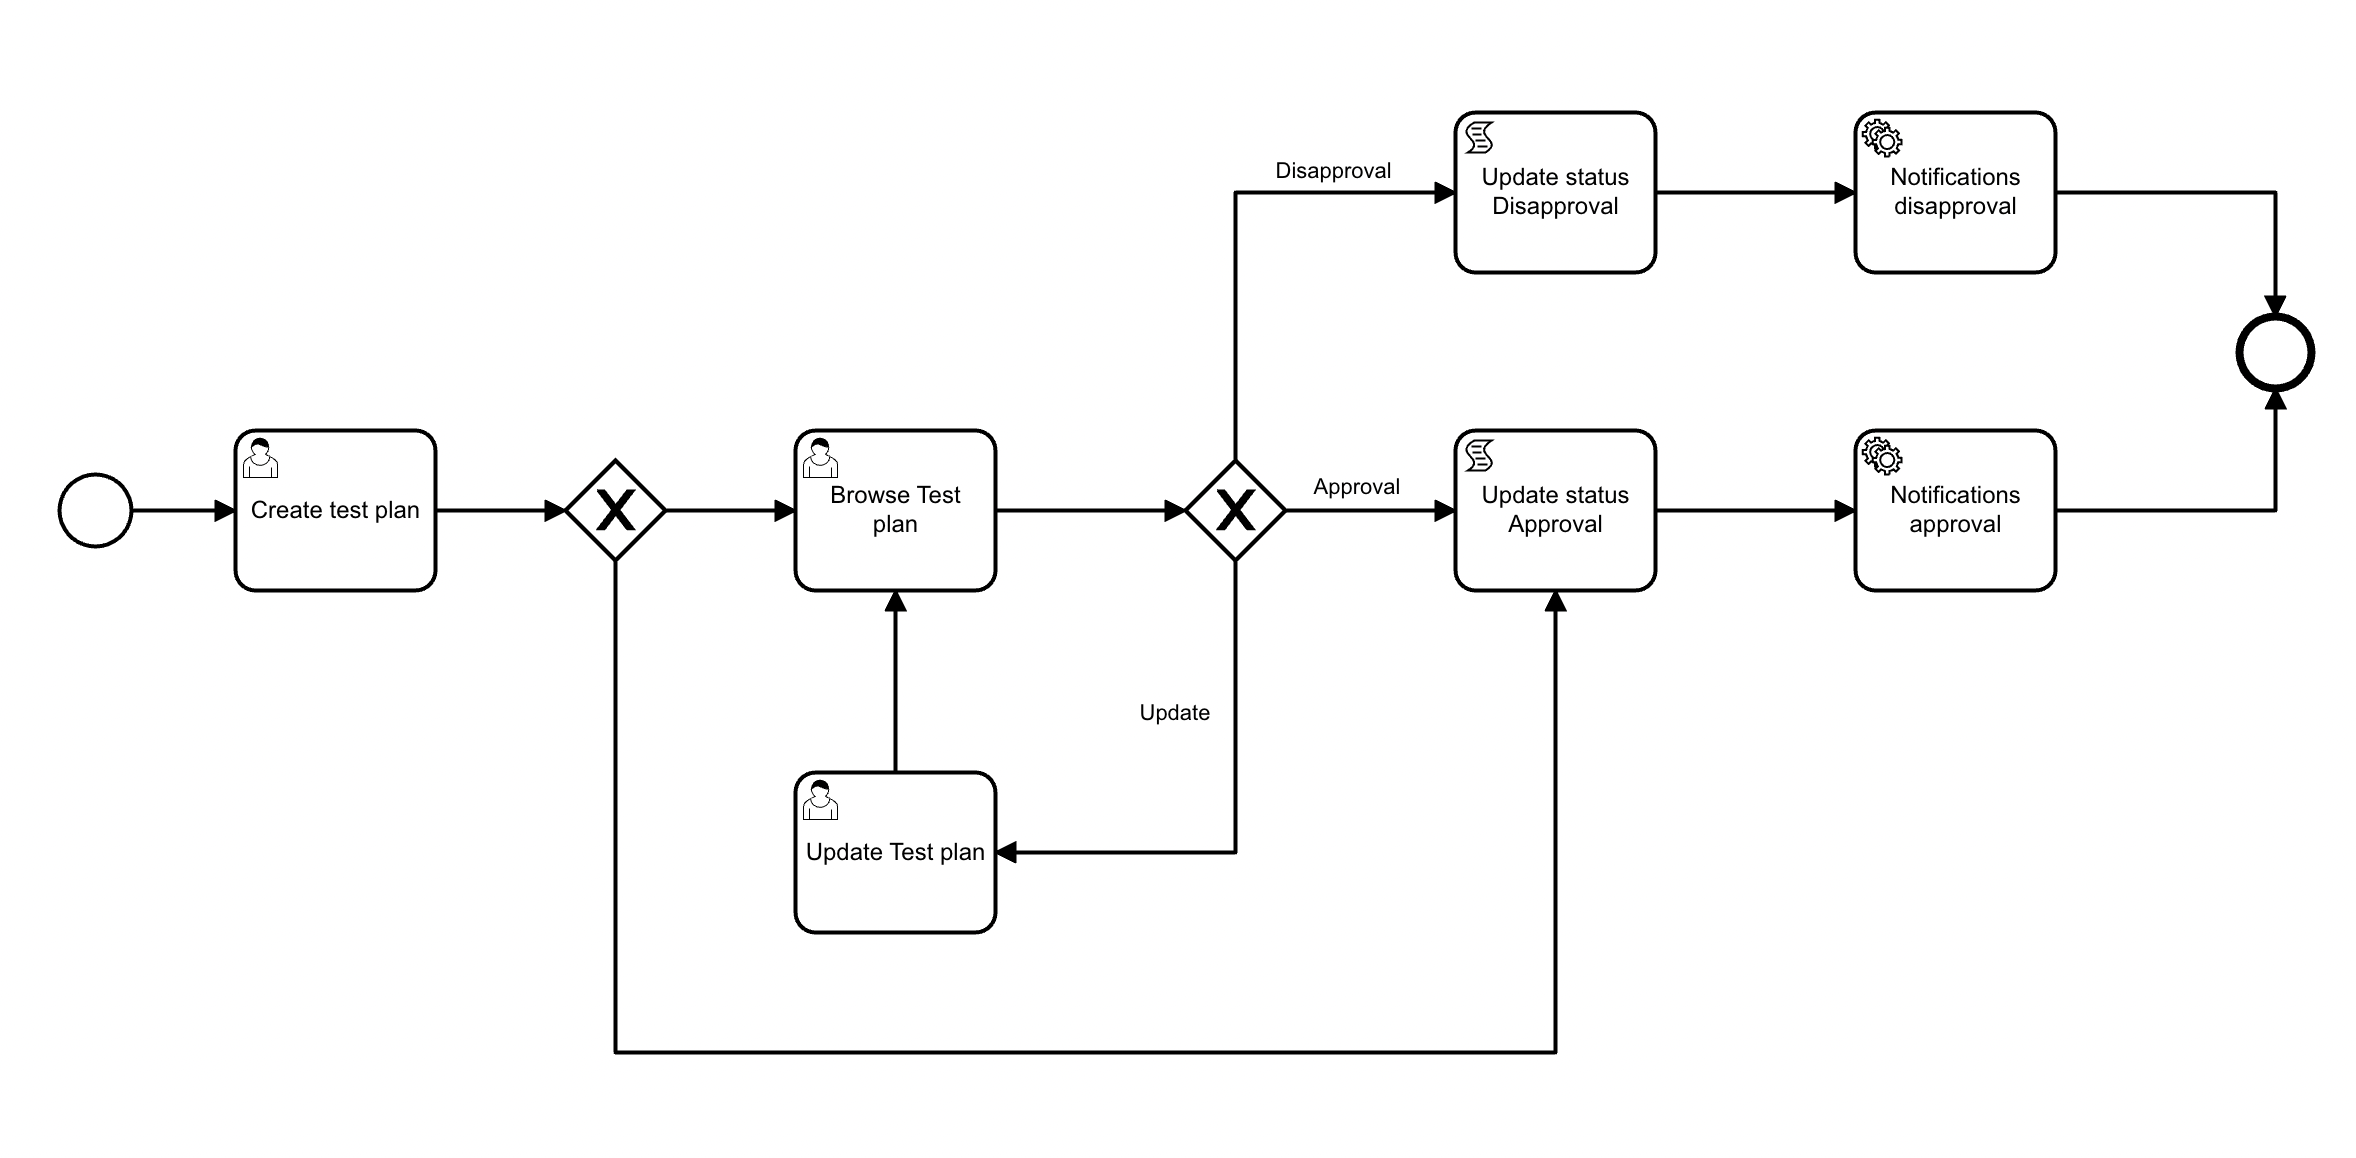 Disapproval
Update status
Disapproval
Notifications
disapproval
Create test plan
Browse Test
plan
Approval
Update status
Approval
Notifications
approval
Update
Update Test plan